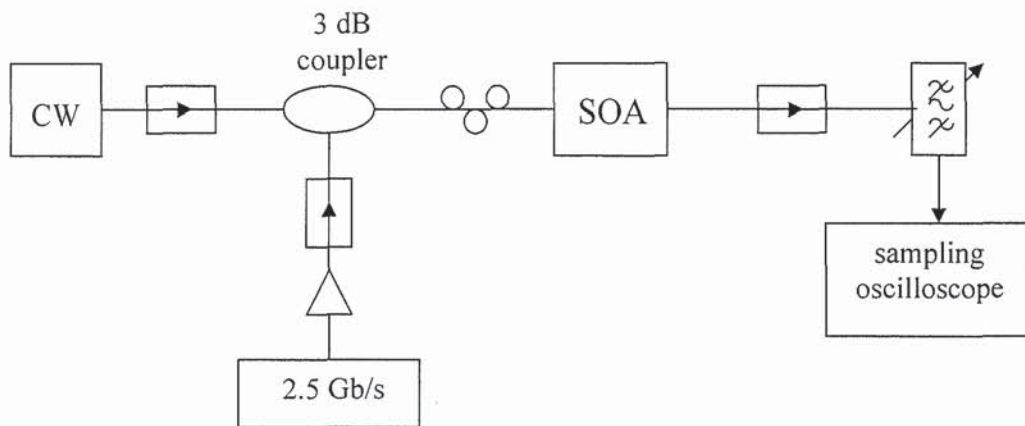 3 dB
coupler
CW
SOA
sampling
oscilloscope
2.5 Gb/s